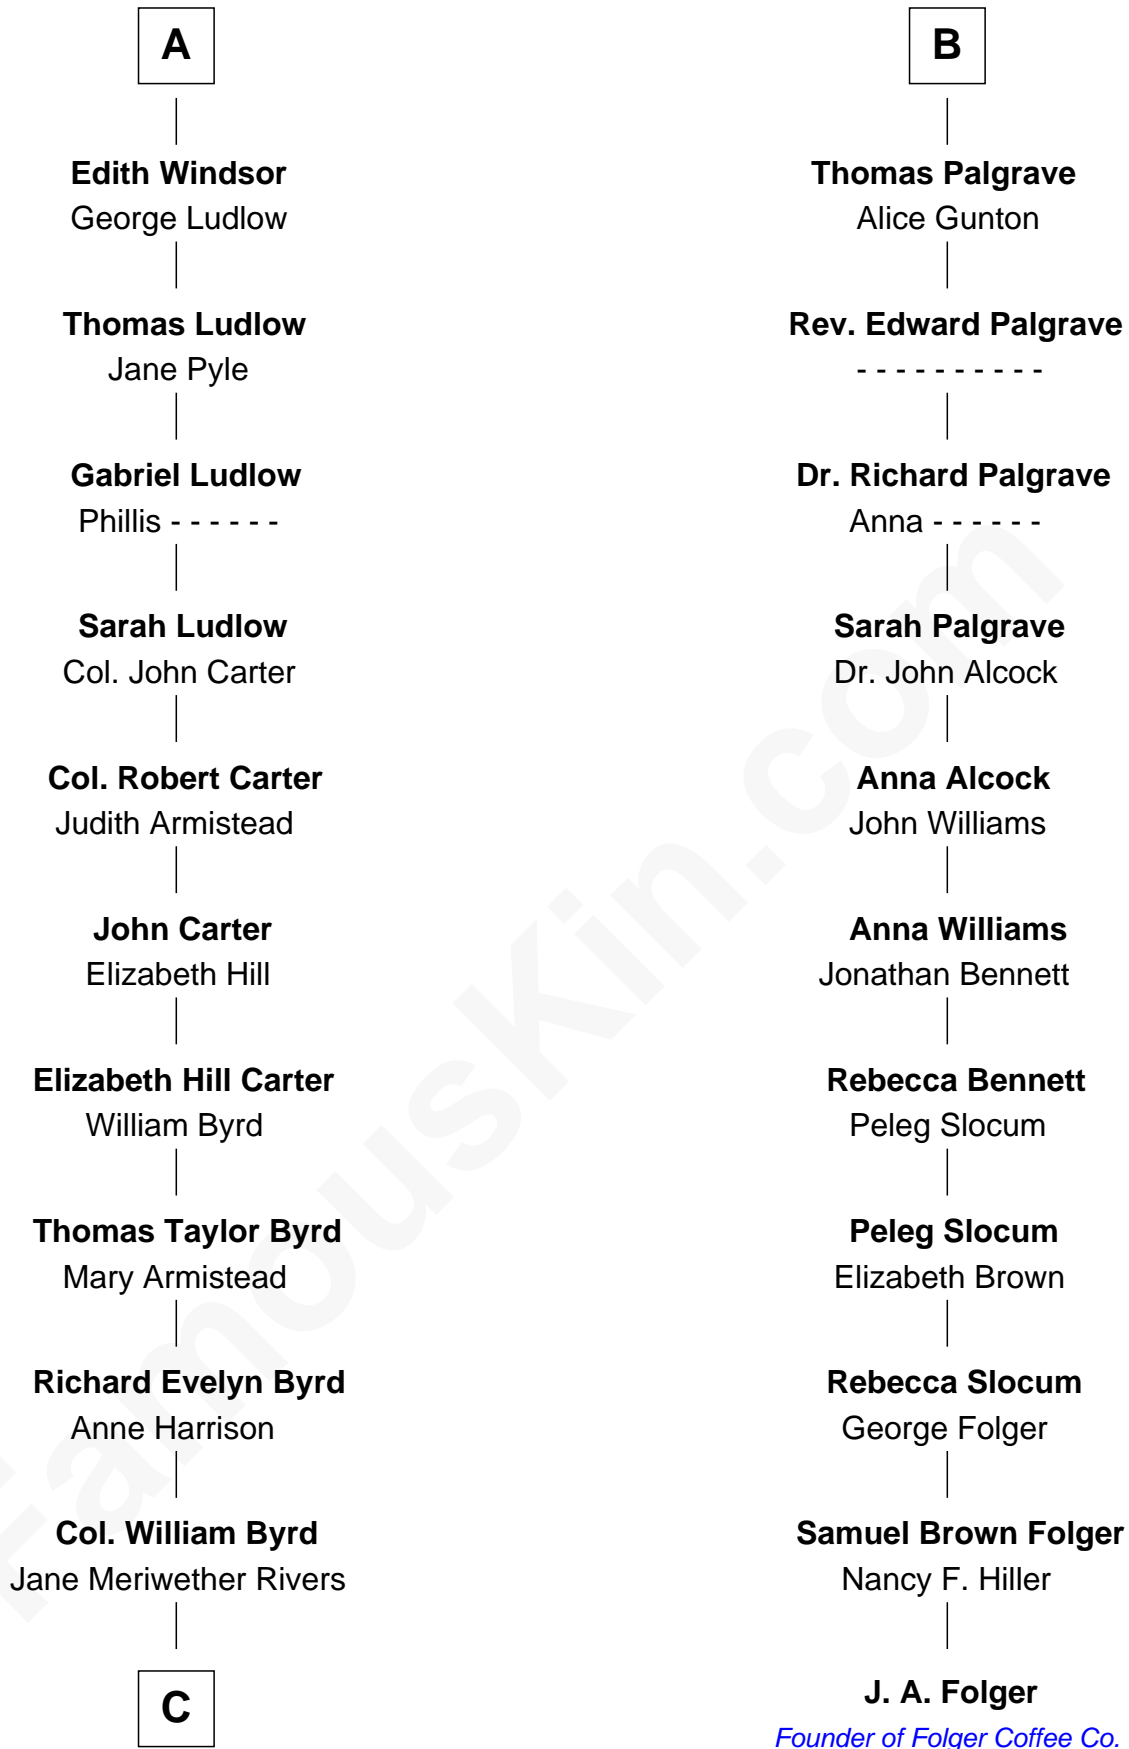 A
Edith Windsor
George Ludlow
Thomas Ludlow
Jane Pyle
Gabriel Ludlow
Phillis - - - - - -
Sarah Ludlow
Col. John Carter
Col. Robert Carter
Judith Armistead
John Carter
Elizabeth Hill
Elizabeth Hill Carter
William Byrd
Thomas Taylor Byrd
Mary Armistead
Richard Evelyn Byrd
Anne Harrison
Col. William Byrd
Jane Meriwether Rivers
C
B
Thomas Palgrave
Alice Gunton
Rev. Edward Palgrave
- - - - - - - - - -
Dr. Richard Palgrave
Anna - - - - - -
Sarah Palgrave
Dr. John Alcock
Anna Alcock
John Williams
Anna Williams
Jonathan Bennett
Rebecca Bennett
Peleg Slocum
Peleg Slocum
Elizabeth Brown
Rebecca Slocum
George Folger
Samuel Brown Folger
Nancy F. Hiller
J. A. Folger
Founder of Folger Coffee Co.
FamousKin.com